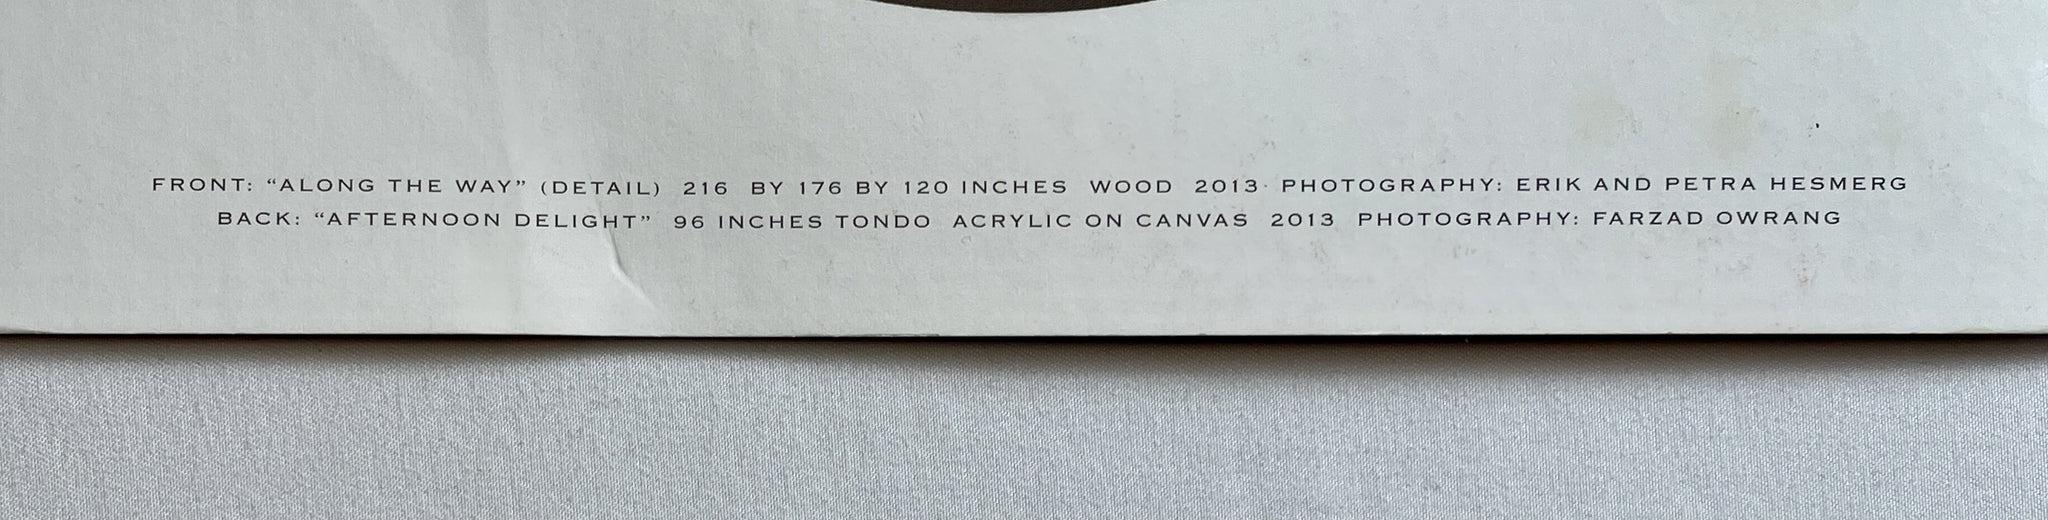 FRONT: “ALONG THE WAY” (DETAIL) 216 BY 176 BY 120 INCHES WOOD 2013 PHOTOGRAPHY: ERIK AND PETRA HESMERG
BACK: “AFTERNOON DELIGHT” 96 INCHES TONDO ACRYLIC ON CANVAS 2013 PHOTOGRAPHY: FARZAD OWRANG